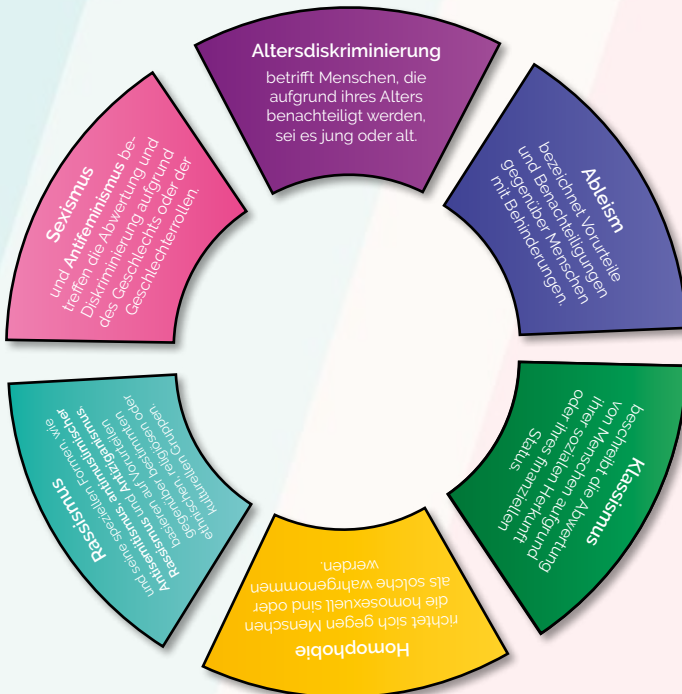 Altersdiskriminierung
betrifft Menschen, die
aufgrund ihres Alters
benachteiligt werden,
sei es jung oder alt.
Ableism
bezeichnet Vorurteile
und Benachteiligungen
gegenüber Menschen
mit Behinderungen.
Klassismus
beschreibt die Abwertung
von Menschen aufgrund
ihrer sozialen Herkunft
oder ihres finanziellen
Status.
Homophobie
richtet sich gegen Menschen
die homosexuell sind oder
als solche wahrgenommen
werden.
Rassismus
und seine speziellen Formen, wie
Antisemitismus antimuslimischer
Rassismus und Antiziganismus
basieren auf Vorurteilen
gegenüber bestimmten
ethnischen, religiösen oder
kulturellen Gruppen.
Sexismus
und Antifeminismus be-
treffen die Abwertung und
Diskriminierung aufgrund
des Geschlechts oder der
Geschlechterrollen.